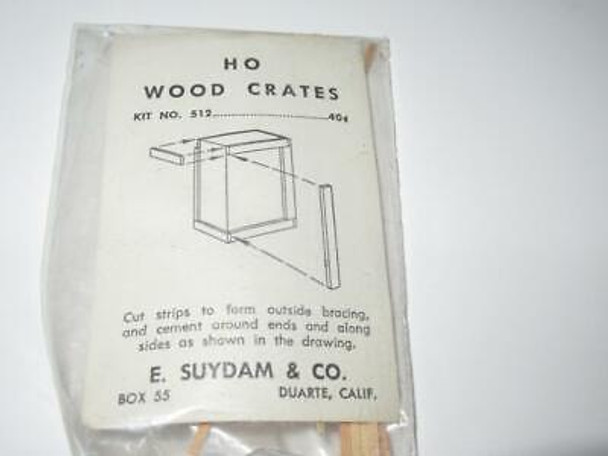 HO
WOOD CRATES
KIT NO. 512............................40¢
Cut strips to form outside bracing,
and cement around ends and along
sides as shown in the drawing.
E. SUYDAM & CO.
BOX 55 DUARTE, CALIF.